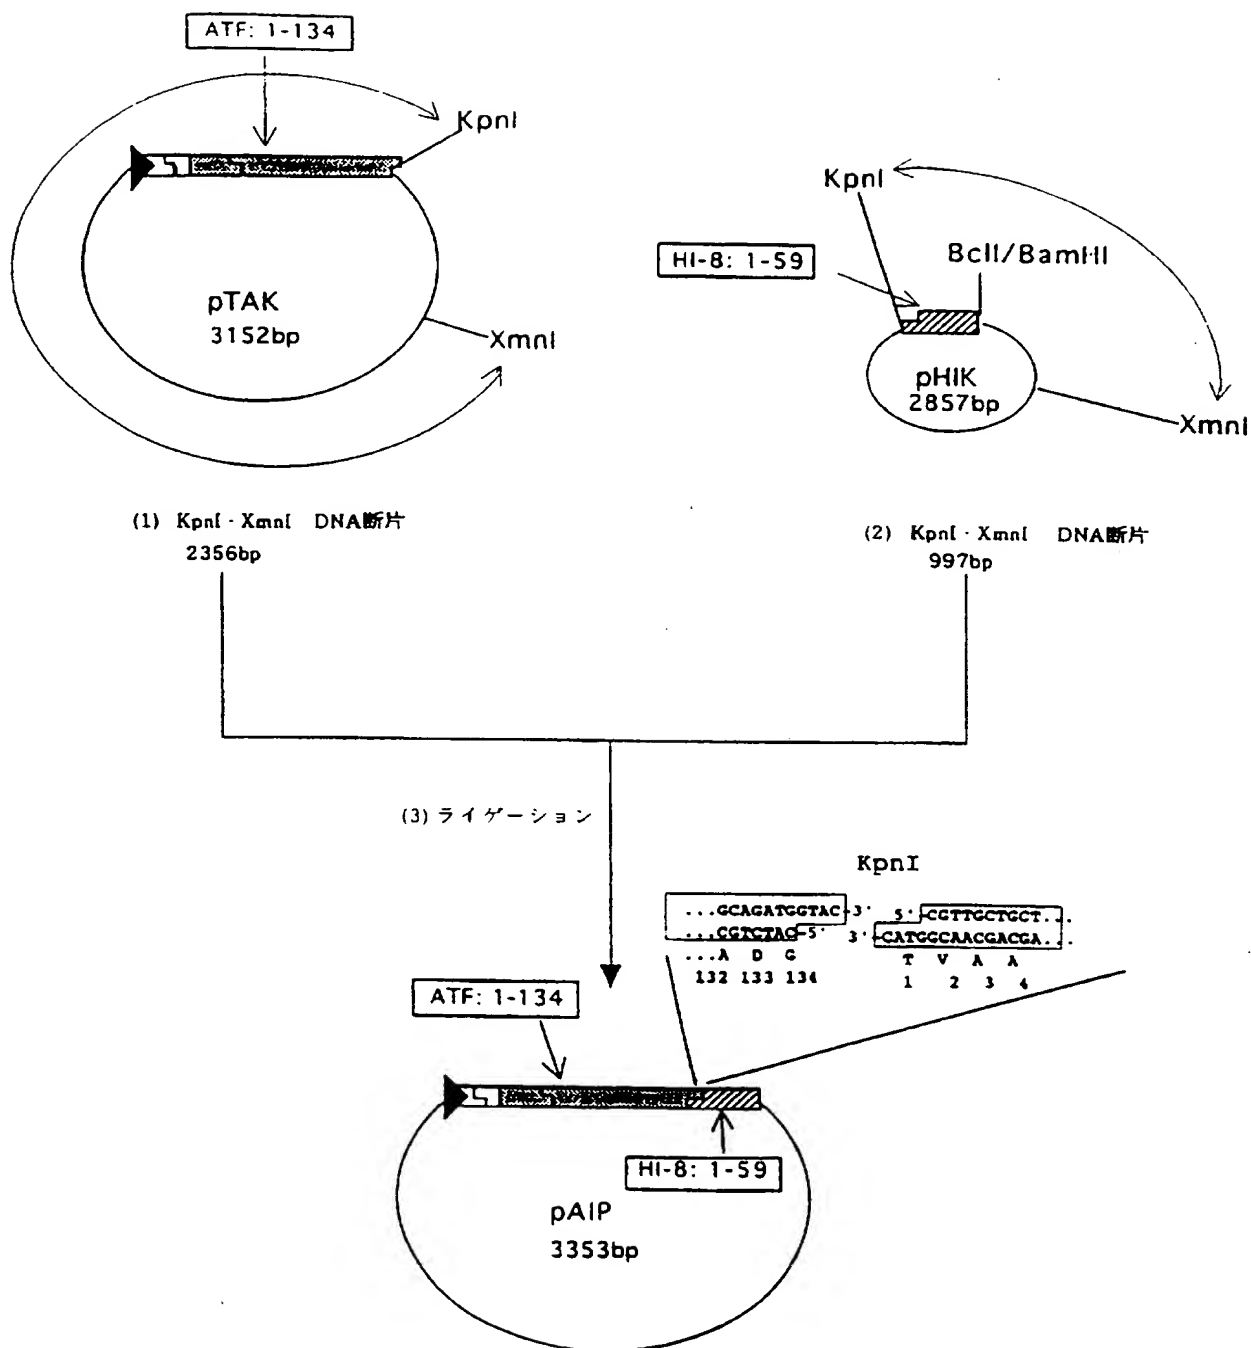 ATF: 1-134
KpnI
pTAK
3152bp
XmnI
KpnI
HI-8: 1-59
BclI/BamHI
pHIK
2857bp
XmnI
(1) KpnI · XmnI DNA断片
2356bp
(2) KpnI · XmnI DNA断片
997bp
(3) ライゲーション
KpnI
...GCAGATGGTAC-3' 5'-CGTTGCTGCT...
...CGTCTAC-5' 3'-CATGGCAACGACGA...
...A D G T V A A
132 133 134 1 2 3 4
ATF: 1-134
HI-8: 1-59
pAIP
3353bp